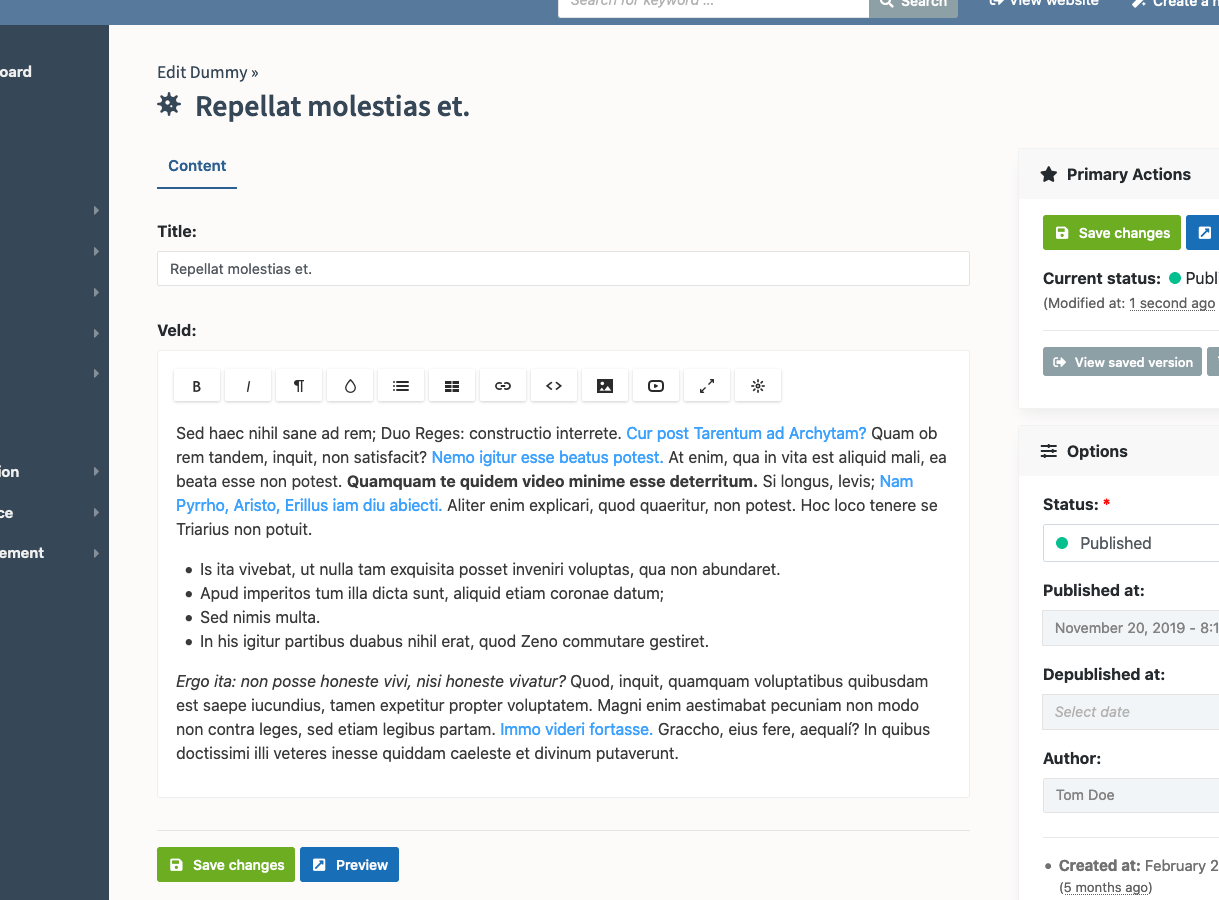 Search for keyword ...
Search
View website
Create a
oard
ion
ce
ement
Edit Dummy »
Repellat molestias et.
Content
Title:
Repellat molestias et.
Veld:
B I ¶
Sed haec nihil sane ad rem; Duo Reges: constructio interrete. Cur post Tarentum ad Archytam? Quam ob
rem tandem, inquit, non satisfacit? Nemo igitur esse beatus potest. At enim, qua in vita est aliquid mali, ea
beata esse non potest. Quamquam te quidem video minime esse deterritum. Si longus, levis; Nam
Pyrrho, Aristo, Erillus iam diu abiecti. Aliter enim explicari, quod quaeritur, non potest. Hoc loco tenere se
Triarius non potuit.
• Is ita vivebat, ut nulla tam exquisita posset inveniri voluptas, qua non abundaret.
• Apud imperitos tum illa dicta sunt, aliquid etiam coronae datum;
• Sed nimis multa.
• In his igitur partibus duabus nihil erat, quod Zeno commutare gestiret.
Ergo ita: non posse honeste vivi, nisi honeste vivatur? Quod, inquit, quamquam voluptatibus quibusdam
est saepe iucundius, tamen expetitur propter voluptatem. Magni enim aestimabat pecuniam non modo
non contra leges, sed etiam legibus partam. Immo videri fortasse. Graccho, eius fere, aequalí? In quibus
doctissimi illi veteres inesse quiddam caeleste et divinum putaverunt.
Save changes
Preview
Primary Actions
Save changes
Current status: Publi
(Modified at: 1 second ago
View saved version
Options
Status: *
Published
Published at:
November 20, 2019 - 8:1
Depublished at:
Select date
Author:
Tom Doe
• Created at: February 2
(5 months ago)